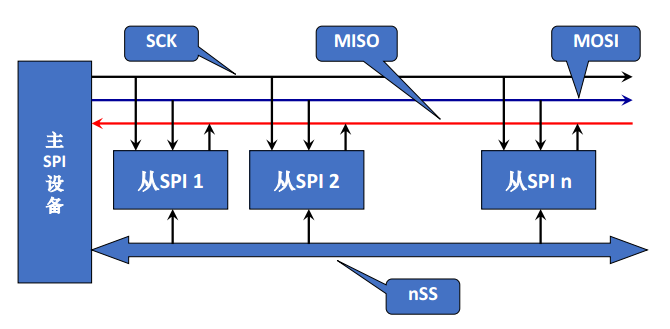 SCK
MISO
MOSI
主
SPI
设
备
从SPI 1
从SPI 2
从SPI n
nSS